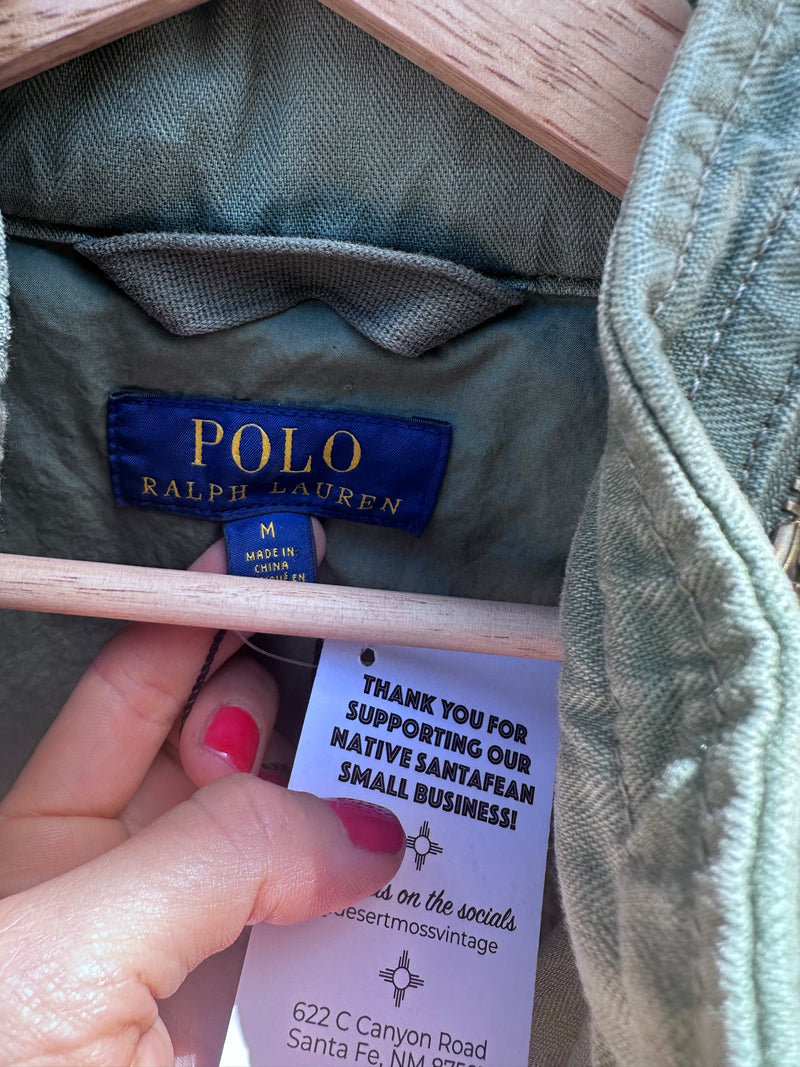 POLO
RALPH LAUREN
M
MADE IN
CHINA
EN
THANK YOU FOR
SUPPORTING OUR
NATIVE SANTAFEAN
SMALL BUSINESS!
on the socials
desertmossvintage
622 C Canyon Road
Santa Fe, NM